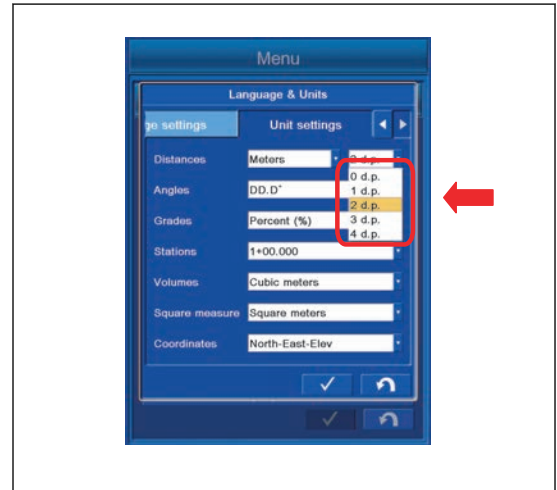 Menu
Language & Units
ge settings Unit settings
Distances Meters 2 d.p.
0 d.p.
Angles DD.D° 1 d.p.
2 d.p.
Grades Percent (%) 3 d.p.
4 d.p.
Stations 1+00.000
Volumes Cubic meters
Square measure Square meters
Coordinates North-East-Elev